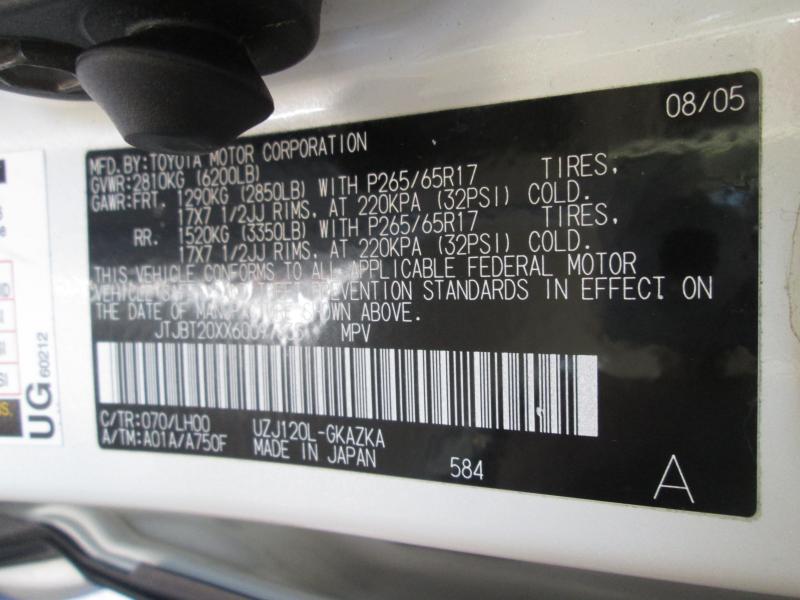 08/05
MFD.BY:TOYOTA MOTOR CORPORATION
GVWR:2810KG (6200LB)
GAWR:FRT. 1290KG (2850LB) WITH P265/65R17 TIRES,
17X7 1/2JJ RIMS, AT 220KPA (32PSI) COLD.
RR. 1520KG (3350LB) WITH P265/65R17 TIRES,
17X7 1/2JJ RIMS, AT 220KPA (32PSI) COLD.
THIS VEHICLE CONFORMS TO ALL APPLICABLE FEDERAL MOTOR
VEHICLE PREVENTION STANDARDS IN EFFECT ON
THE DATE OF SHOWN ABOVE.
MPV
C/TR:070/LH00 UZJ120L-GKAZKA
A/TM:A01A/A750F MADE IN JAPAN 584
A
UG
60212